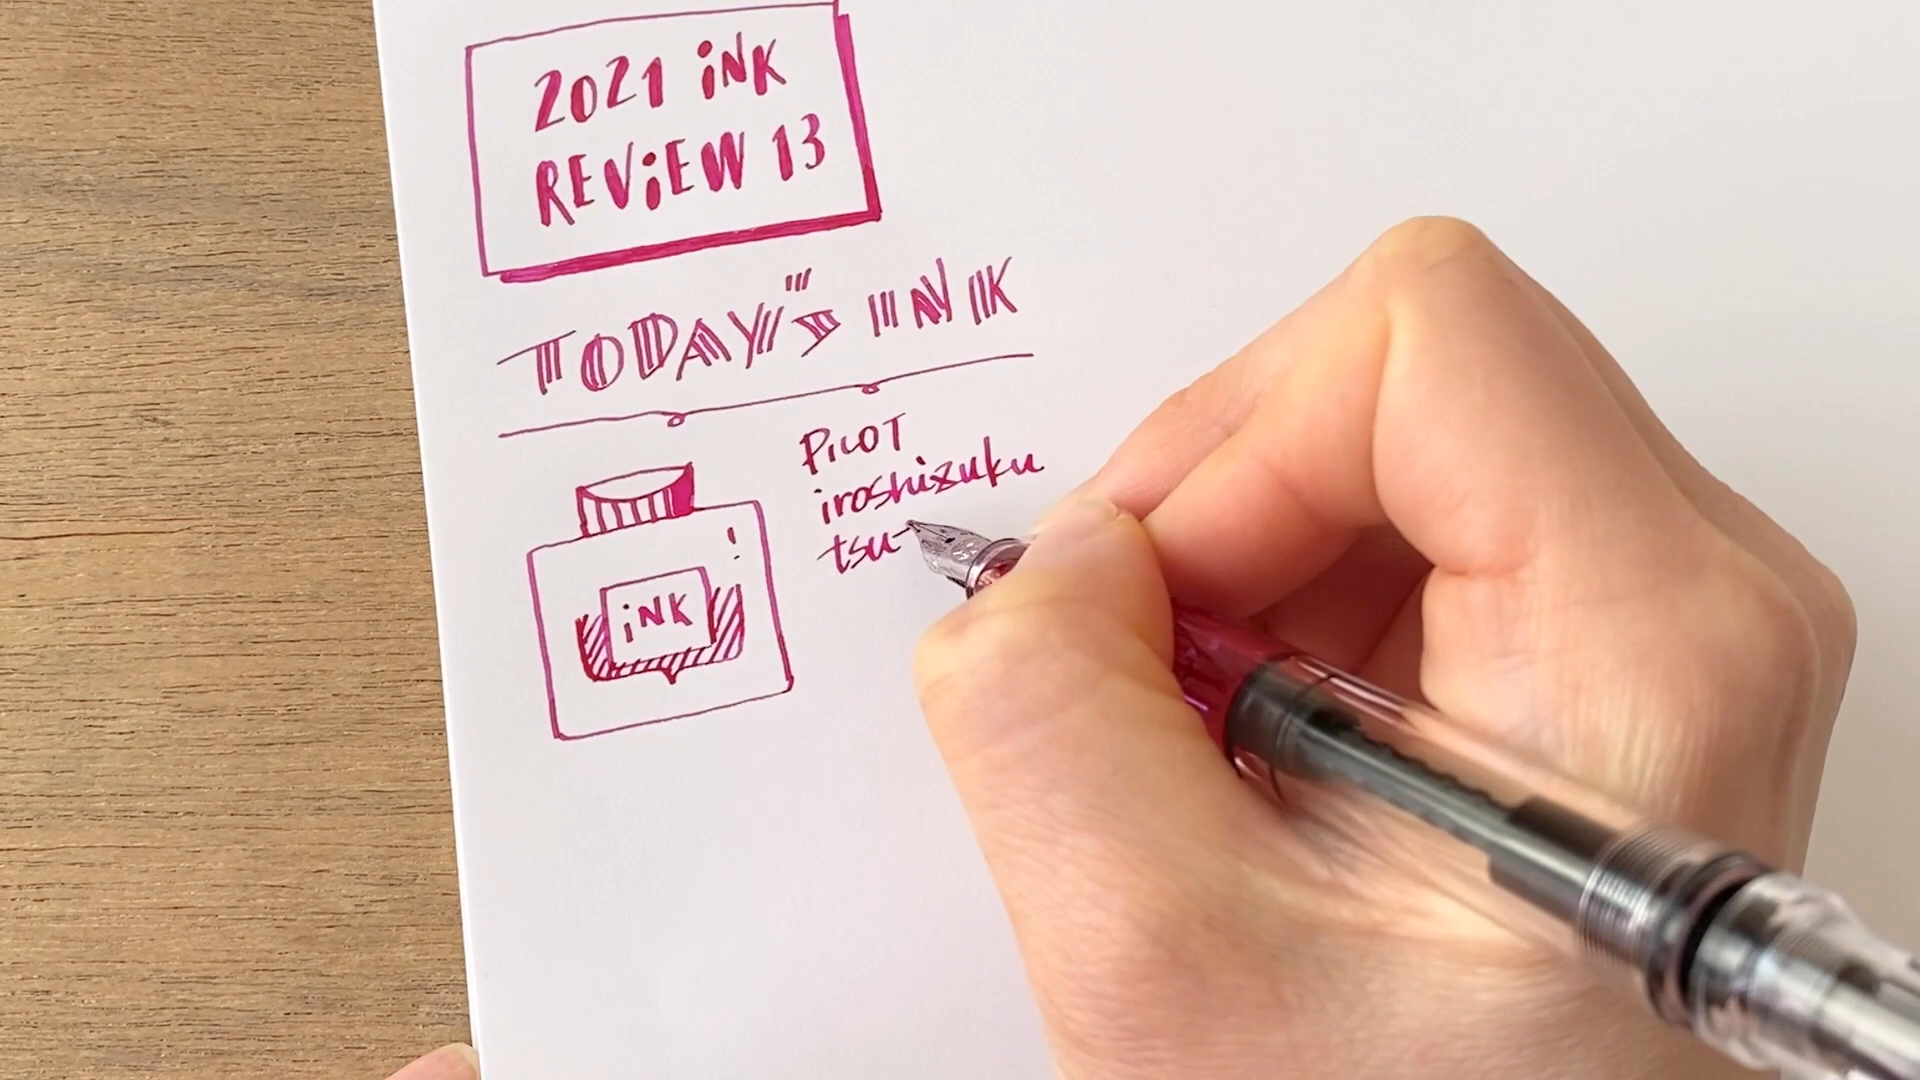 2021 iNK
REViEW 13
TODAY'S INK
PiLOT
iroshizuku
tsu-
iNK